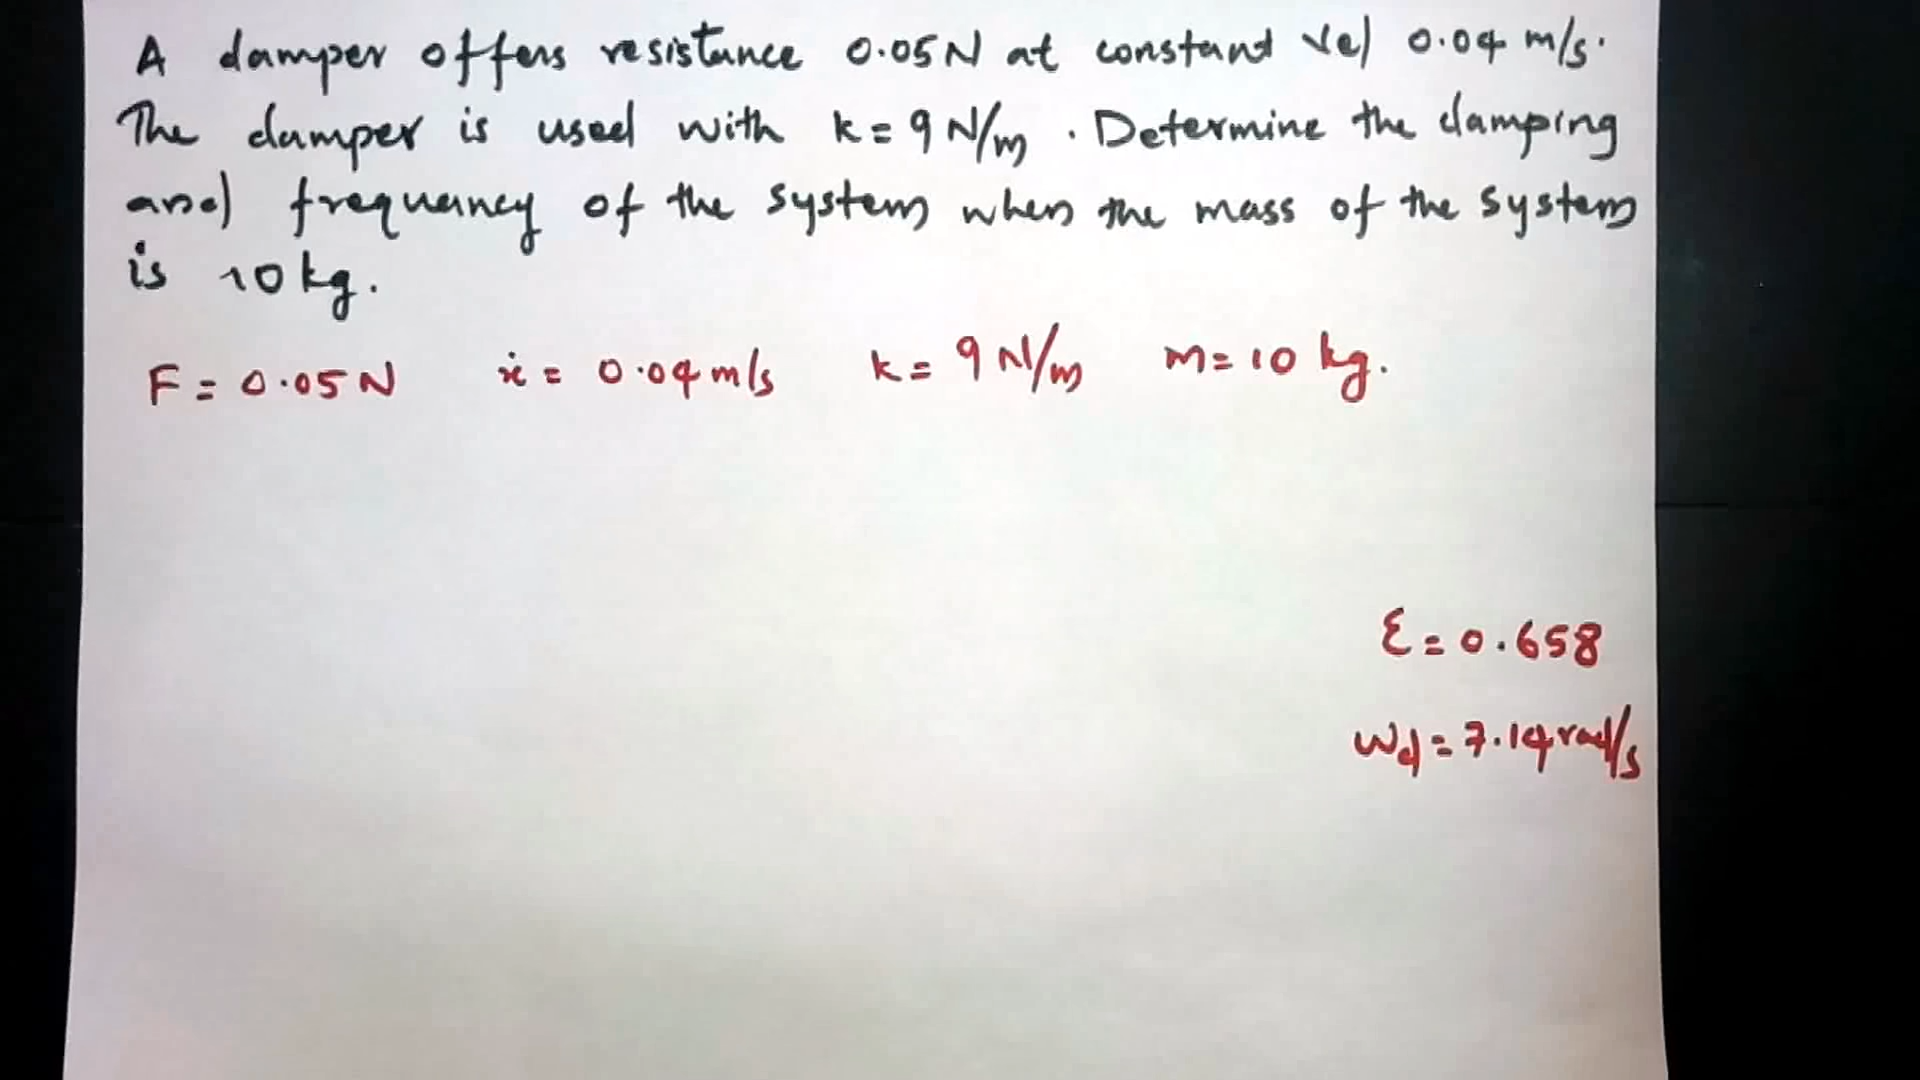 A damper offers resistance 0.05N at constant vel 0.04 m/s.
The damper is used with k = 9 N/m . Determine the damping
and frequency of the system when the mass of the system
is 10 kg.
F = 0.05N ẋ = 0.04 m/s k = 9 N/m m = 10 kg.
ξ = 0.658
ωd = 7.14 rad/s